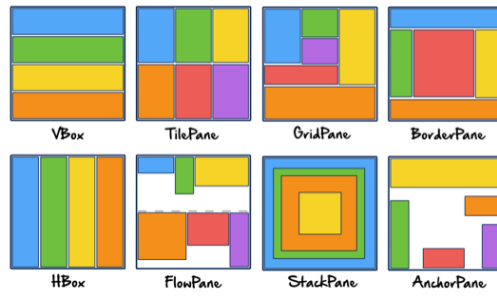 VBox
TilePane
GridPane
BorderPane
HBox
FlowPane
StackPane
AnchorPane